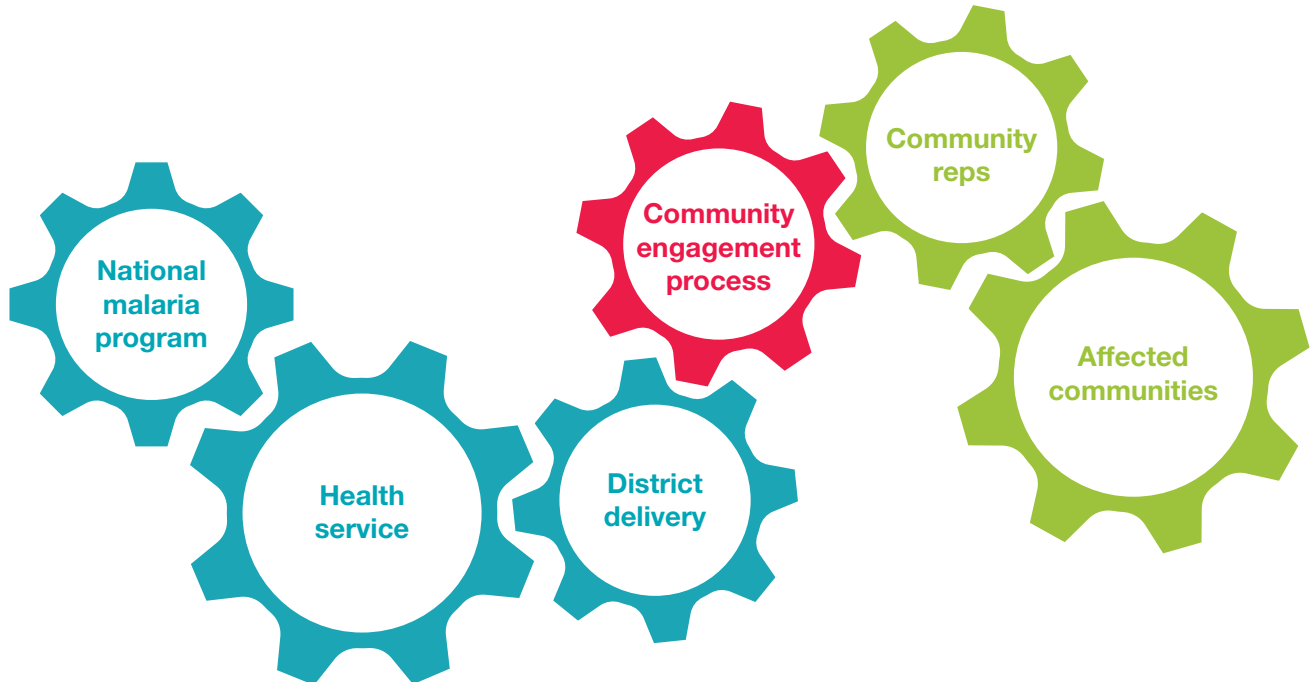 National
malaria
program
Health
service
District
delivery
Community
engagement
process
Community
reps
Affected
communities